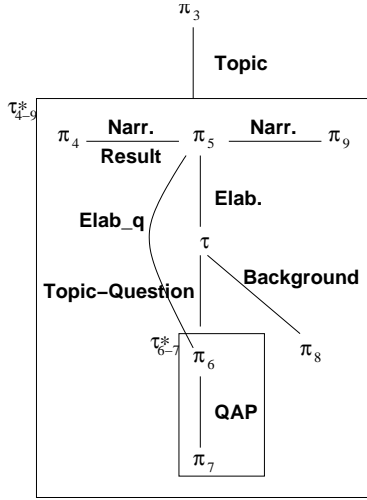 π3
Topic
τ*4–9
Narr. Narr.
π4 π5 π9
Result
Elab.
Elab_q
τ
Background
Topic–Question
τ*6–7
π6 π8
QAP
π7